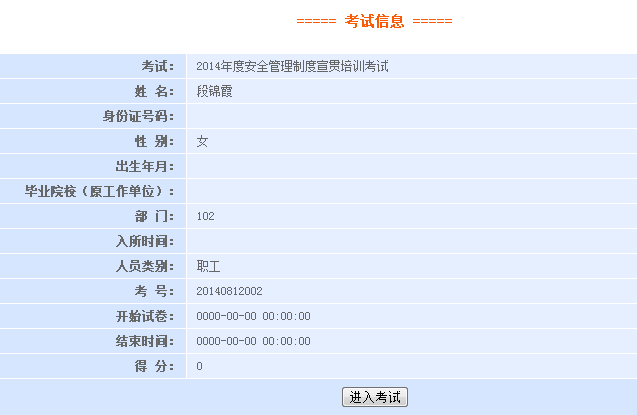 ===== 考试信息 =====
考试： 2014年度安全管理制度宣贯培训考试
姓 名： 段锦霞
身份证号码：
性 别： 女
出生年月：
毕业院校（原工作单位）：
部 门： 102
入所时间：
人员类别： 职工
考 号： 20140812002
开始试卷： 0000-00-00 00:00:00
结束时间： 0000-00-00 00:00:00
得 分： 0
进入考试